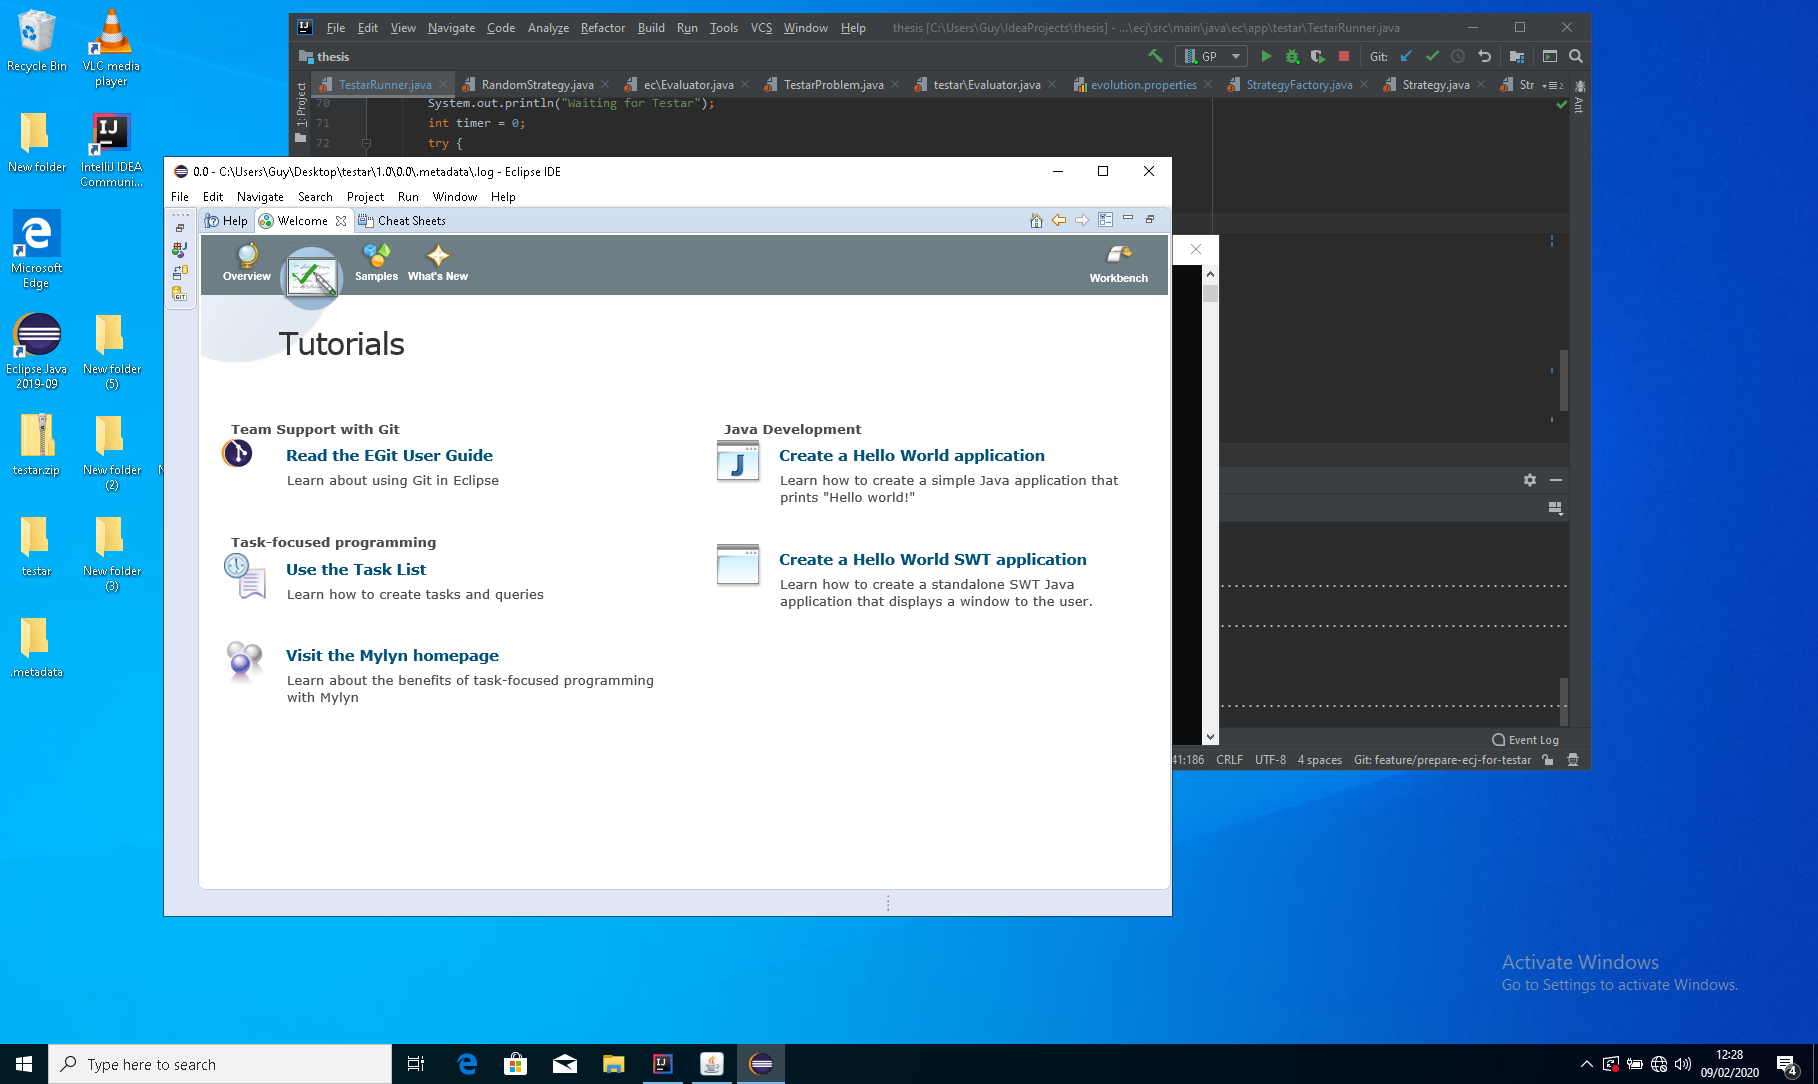 Recycle Bin
VLC media
player
New folder
IntelliJ IDEA
Communi...
Microsoft
Edge
Eclipse Java
2019-09
New folder
(5)
testar.zip
New folder
(2)
N
testar
New folder
(3)
.metadata
File Edit View Navigate Code Analyze Refactor Build Run Tools VCS Window Help thesis [C:\Users\Guy\IdeaProjects\thesis] - ...\ecj\src\main\java\ec\app\testar\TestarRunner.java
thesis
GP
Git:
TestarRunner.java RandomStrategy.java ec\Evaluator.java TestarProblem.java testar\Evaluator.java evolution.properties StrategyFactory.java Strategy.java Str
1: Project
Ant
70 System.out.println("Waiting for Testar");
71 int timer = 0;
72 try {
0.0 - C:\Users\Guy\Desktop\testar\1.0\0.0\.metadata\.log - Eclipse IDE
File Edit Navigate Search Project Run Window Help
Help Welcome Cheat Sheets
GIT
Overview Samples What's New Workbench
Tutorials
Team Support with Git
Read the EGit User Guide
Learn about using Git in Eclipse
Task-focused programming
Use the Task List
Learn how to create tasks and queries
Visit the Mylyn homepage
Learn about the benefits of task-focused programming
with Mylyn
Java Development
Create a Hello World application
Learn how to create a simple Java application that
prints "Hello world!"
Create a Hello World SWT application
Learn how to create a standalone SWT Java
application that displays a window to the user.
Event Log
41:186 CRLF UTF-8 4 spaces Git: feature/prepare-ecj-for-testar
Activate Windows
Go to Settings to activate Windows.
Type here to search
12:28
09/02/2020
4